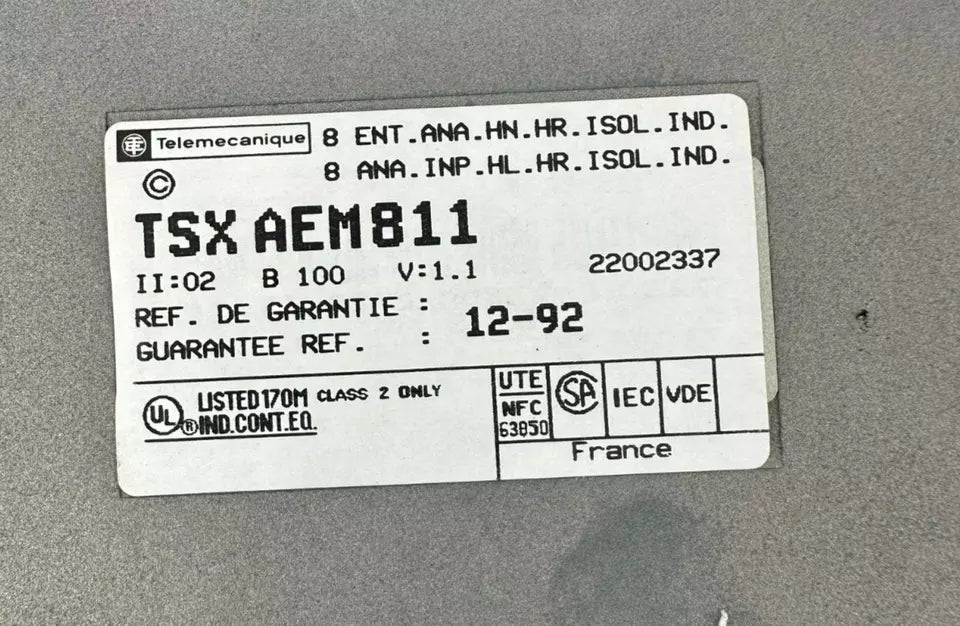 Telemecanique
8 ENT.ANA.HN.HR.ISOL.IND.
8 ANA.INP.HL.HR.ISOL.IND.
©
TSX AEM811
II:02 B 100 V:1.1 22002337
REF. DE GARANTIE :
GUARANTEE REF. : 12-92
UL ® LISTED 170M CLASS 2 ONLY
IND.CONT.EQ.
UTE
NFC
63850
SA
IEC
VDE
France